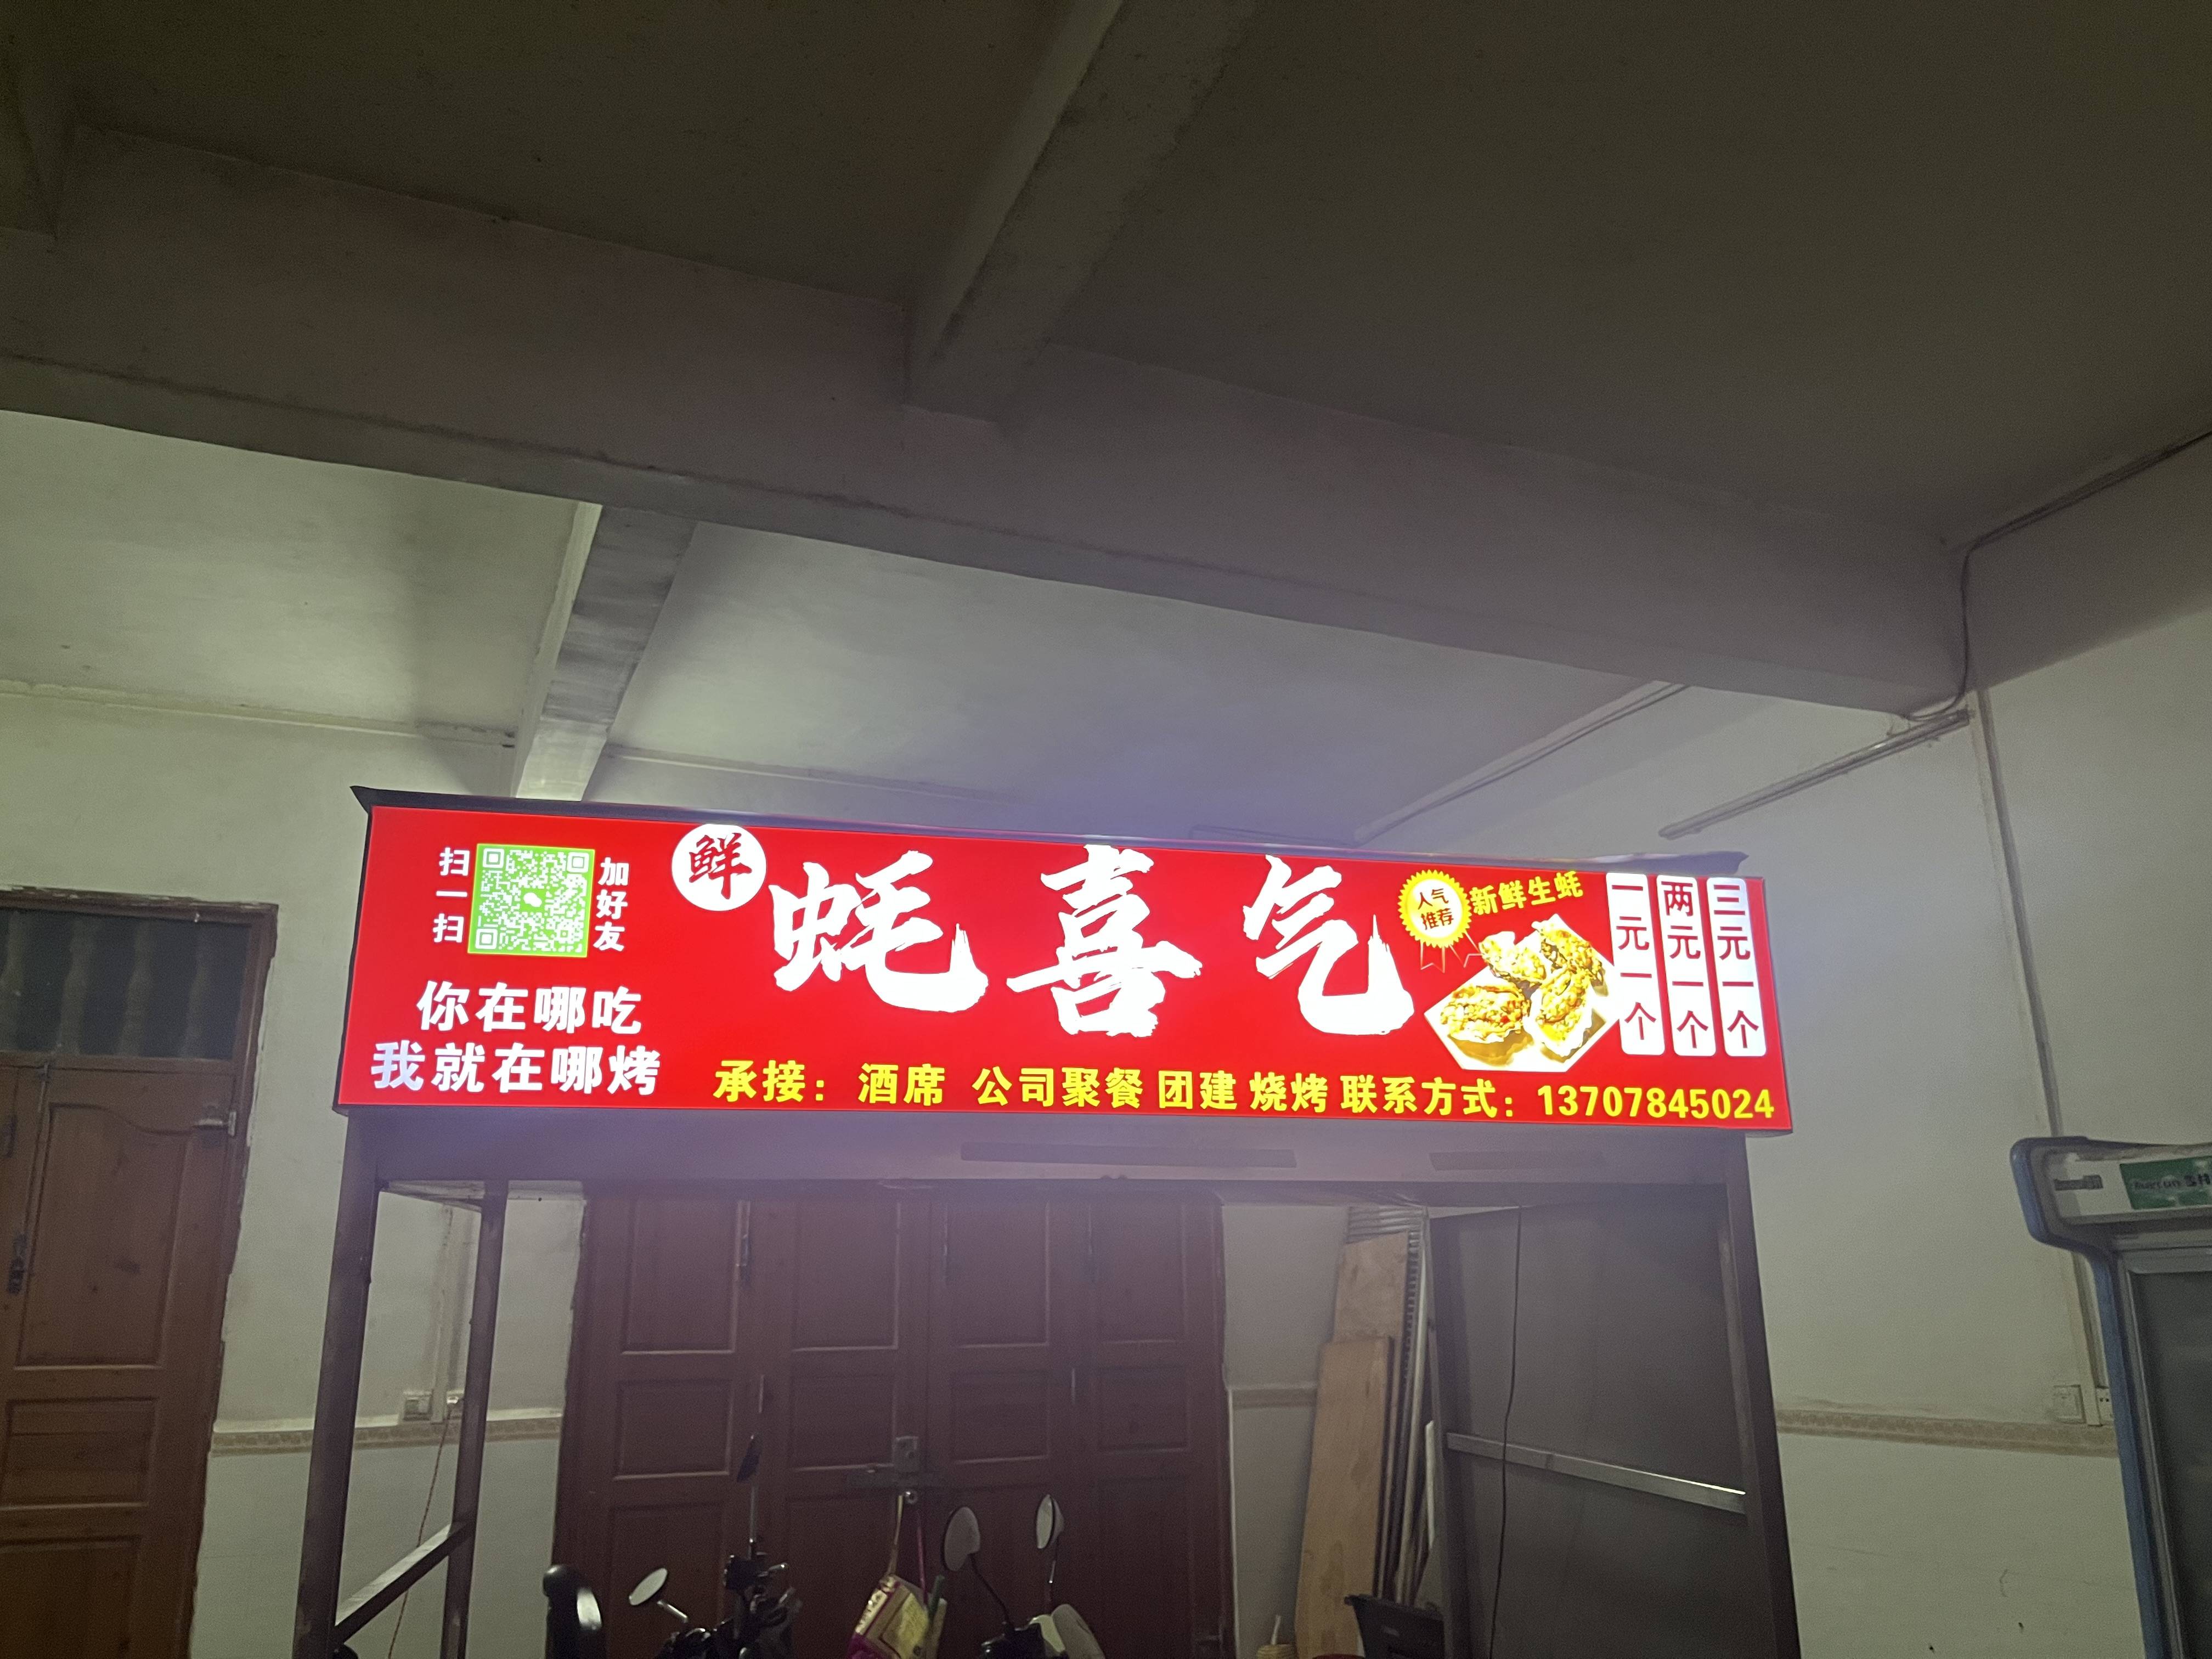 扫一扫
加好友
你在哪吃
我就在哪烤
鲜
蚝喜气
人气
推荐
新鲜生蚝
一元一个
两元一个
三元一个
承接：酒席 公司聚餐 团建 烧烤 联系方式：13707845024